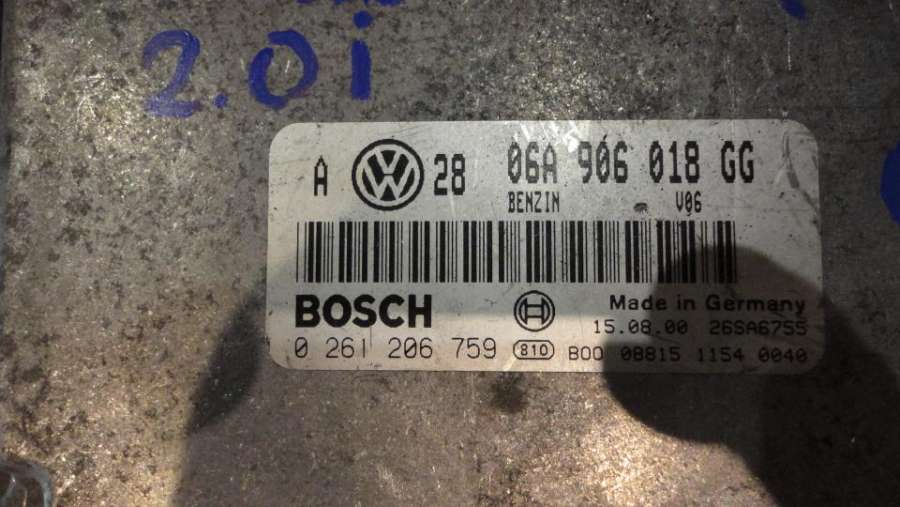 2.0i
A VW 28 06A 906 018 GG
BENZIN V06
BOSCH Made in Germany
15.08.00 26SA6755
0 261 206 759 810 B00 08815 1154 0040